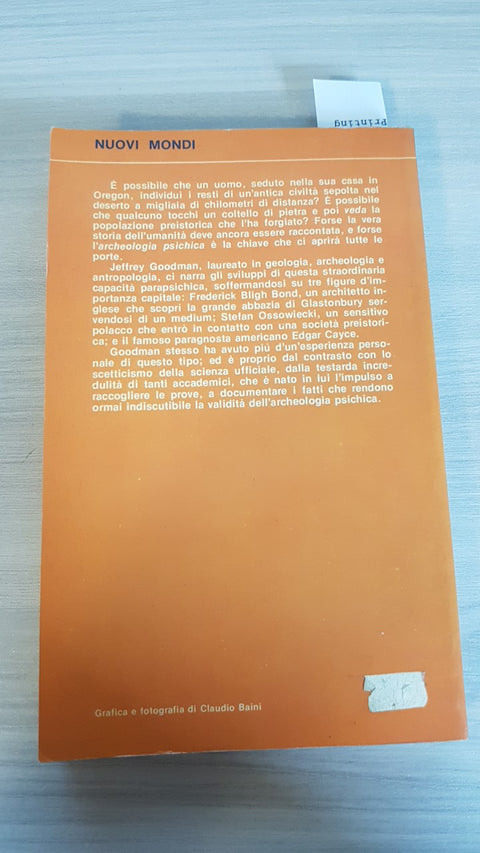 Printing
NUOVI MONDI
È possibile che un uomo, seduto nella sua casa in
Oregon, individui i resti di un'antica civiltà sepolta nel
deserto a migliaia di chilometri di distanza? È possibile
che qualcuno tocchi un coltello di pietra e poi veda la
popolazione preistorica che l'ha forgiato? Forse la vera
storia dell'umanità deve ancora essere raccontata, e forse
l'archeologia psichica è la chiave che ci aprirà tutte le
porte.
Jeffrey Goodman, laureato in geologia, archeologia e
antropologia, ci narra gli sviluppi di questa straordinaria
capacità parapsichica, soffermandosi su tre figure d'im-
portanza capitale: Frederick Bligh Bond, un architetto in-
glese che scoprì la grande abbazia di Glastonbury ser-
vendosi di un medium; Stefan Ossowiecki, un sensitivo
polacco che entrò in contatto con una società preistori-
ca; e il famoso paragnosta americano Edgar Cayce.
Goodman stesso ha avuto più d'un'esperienza perso-
nale di questo tipo; ed è proprio dal contrasto con lo
scetticismo della scienza ufficiale, dalla testarda incre-
dulità di tanti accademici, che è nato in lui l'impulso a
raccogliere le prove, a documentare i fatti che rendono
ormai indiscutibile la validità dell'archeologia psichica.
Grafica e fotografia di Claudio Baini